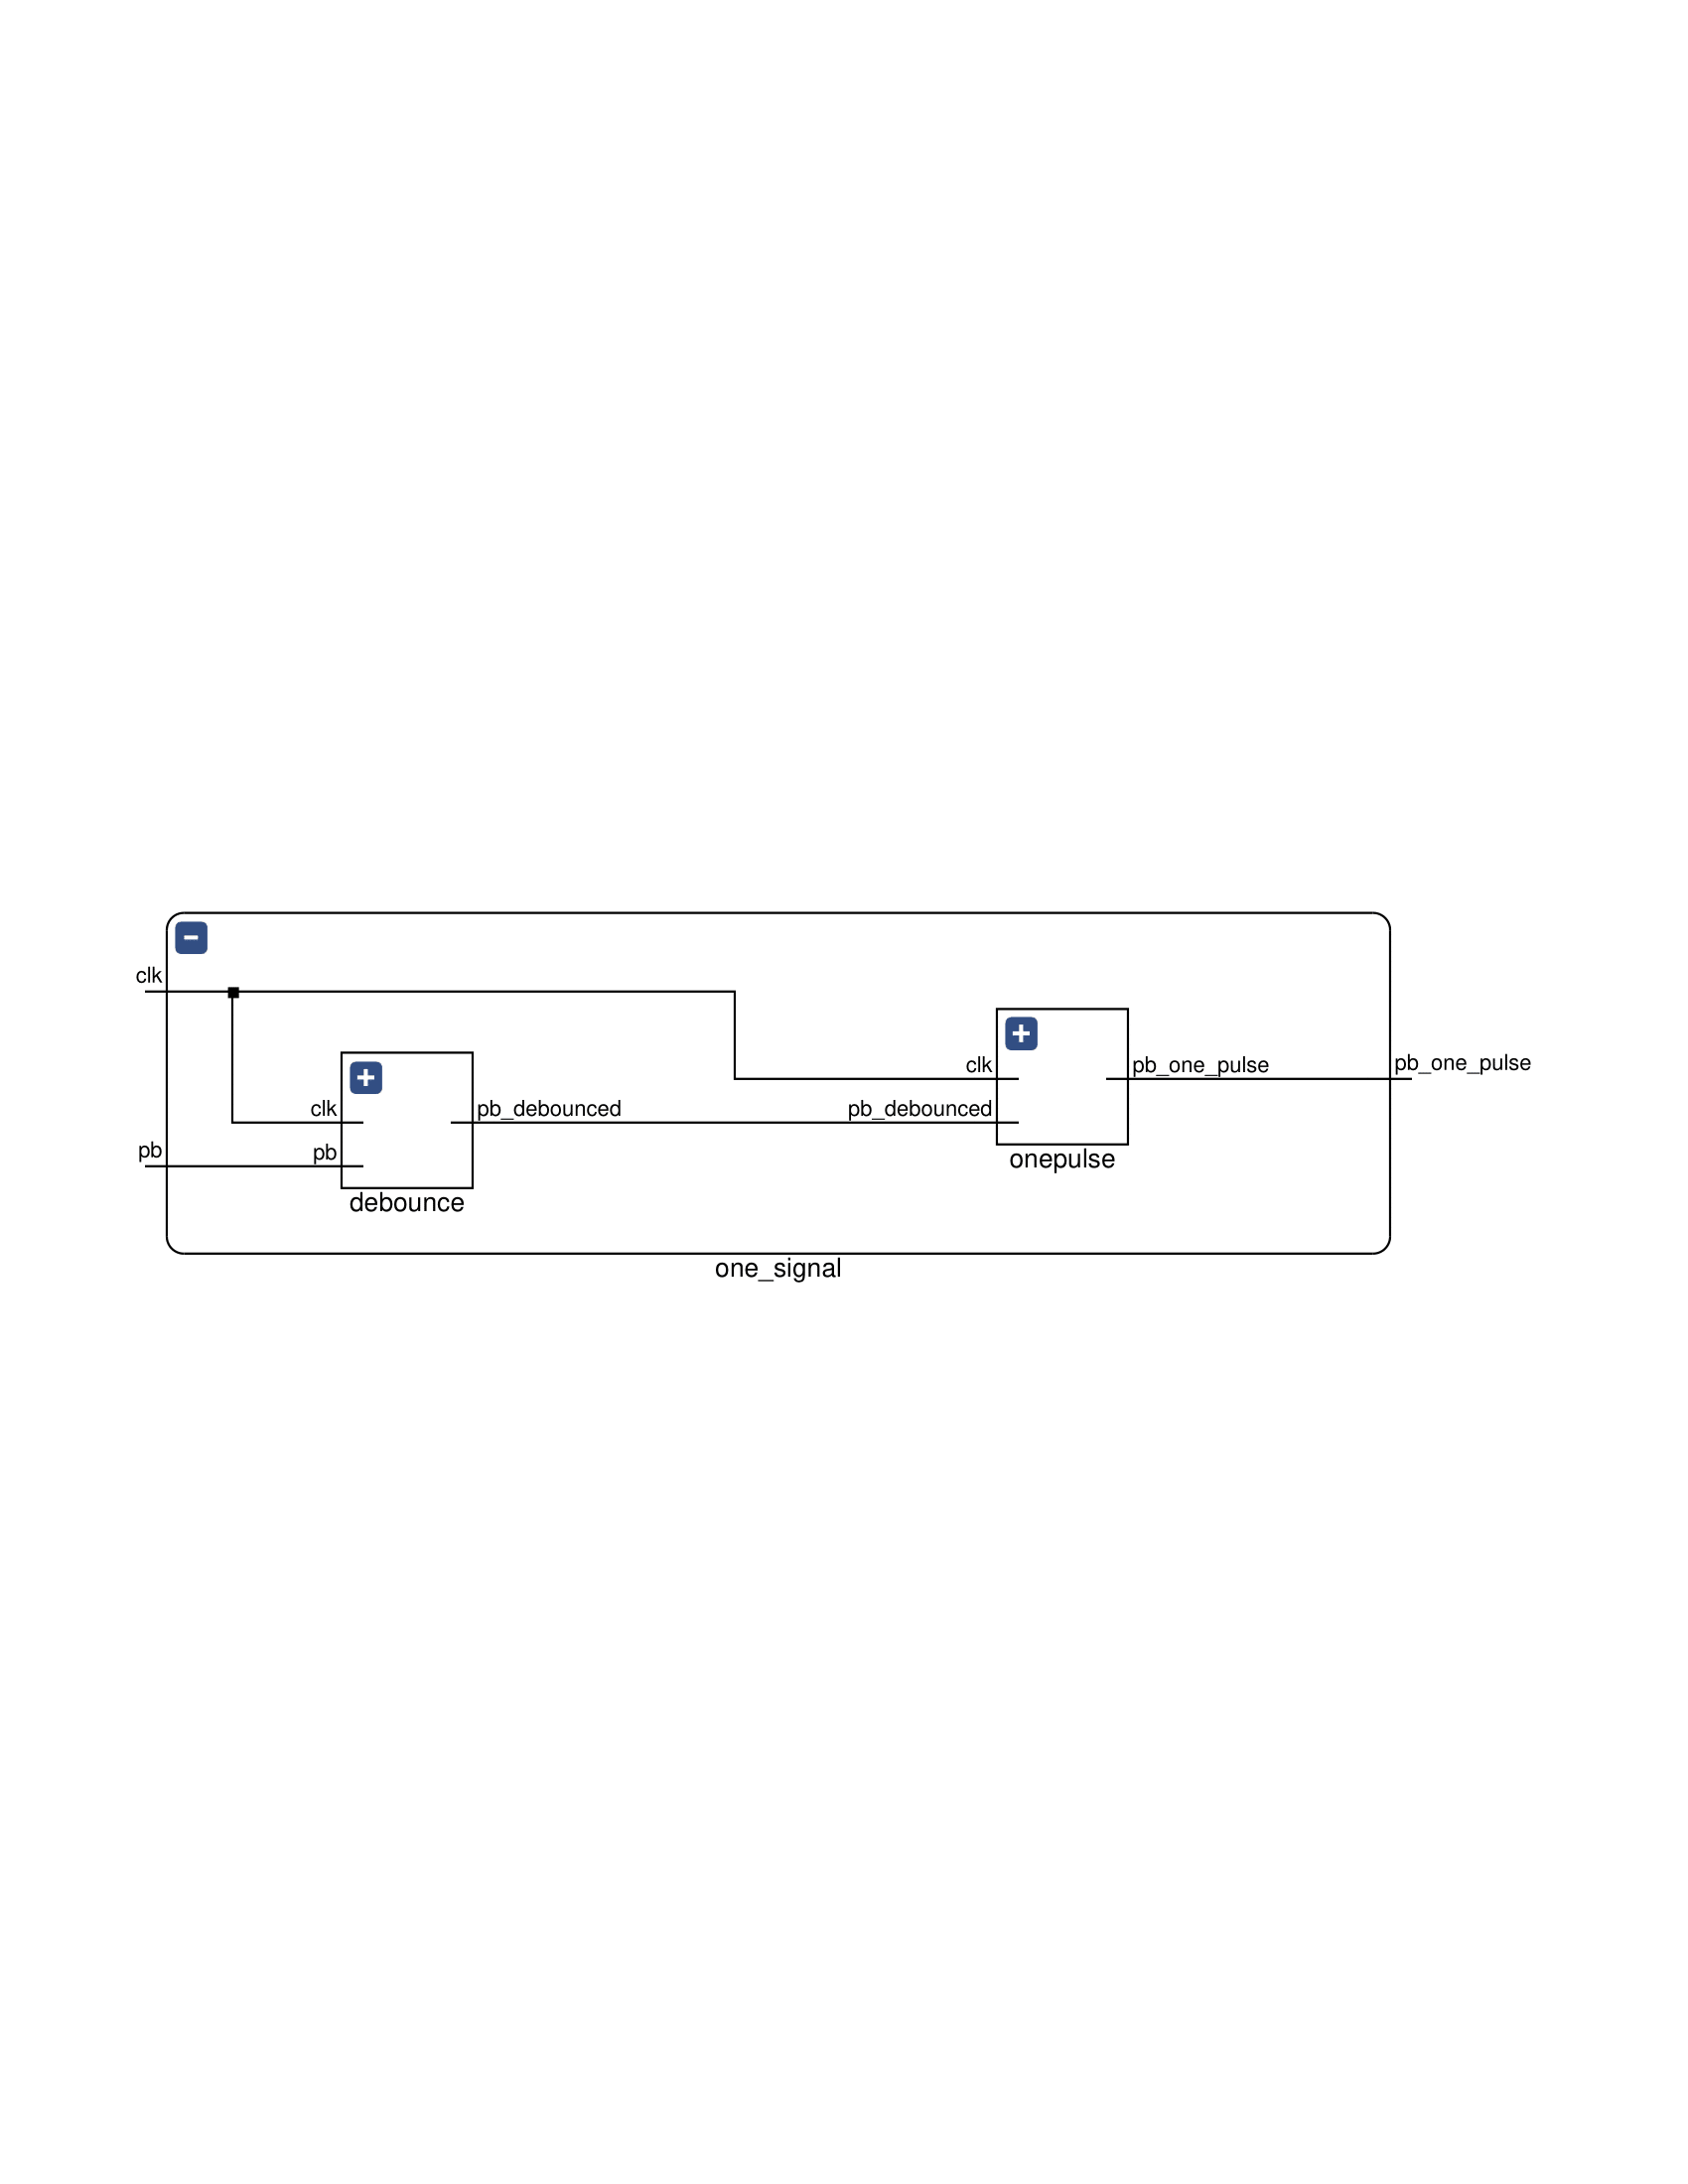 clk
clk
pb_one_pulse
pb_one_pulse
clk
pb_debounced
pb_debounced
pb
pb
onepulse
debounce
one_signal